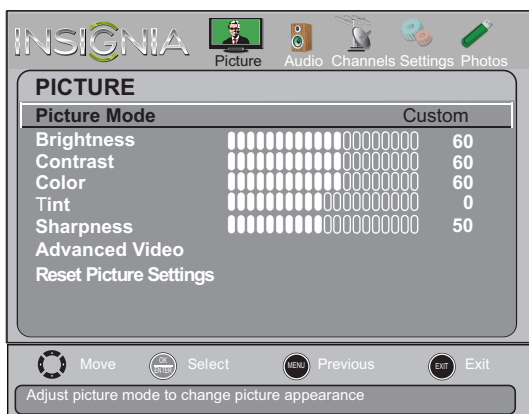 INSIGNIA
Picture Audio Channels Settings Photos
PICTURE
Picture Mode Custom
Brightness 60
Contrast 60
Color 60
Tint 0
Sharpness 50
Advanced Video
Reset Picture Settings
Move OK ENTER Select MENU Previous EXIT Exit
Adjust picture mode to change picture appearance